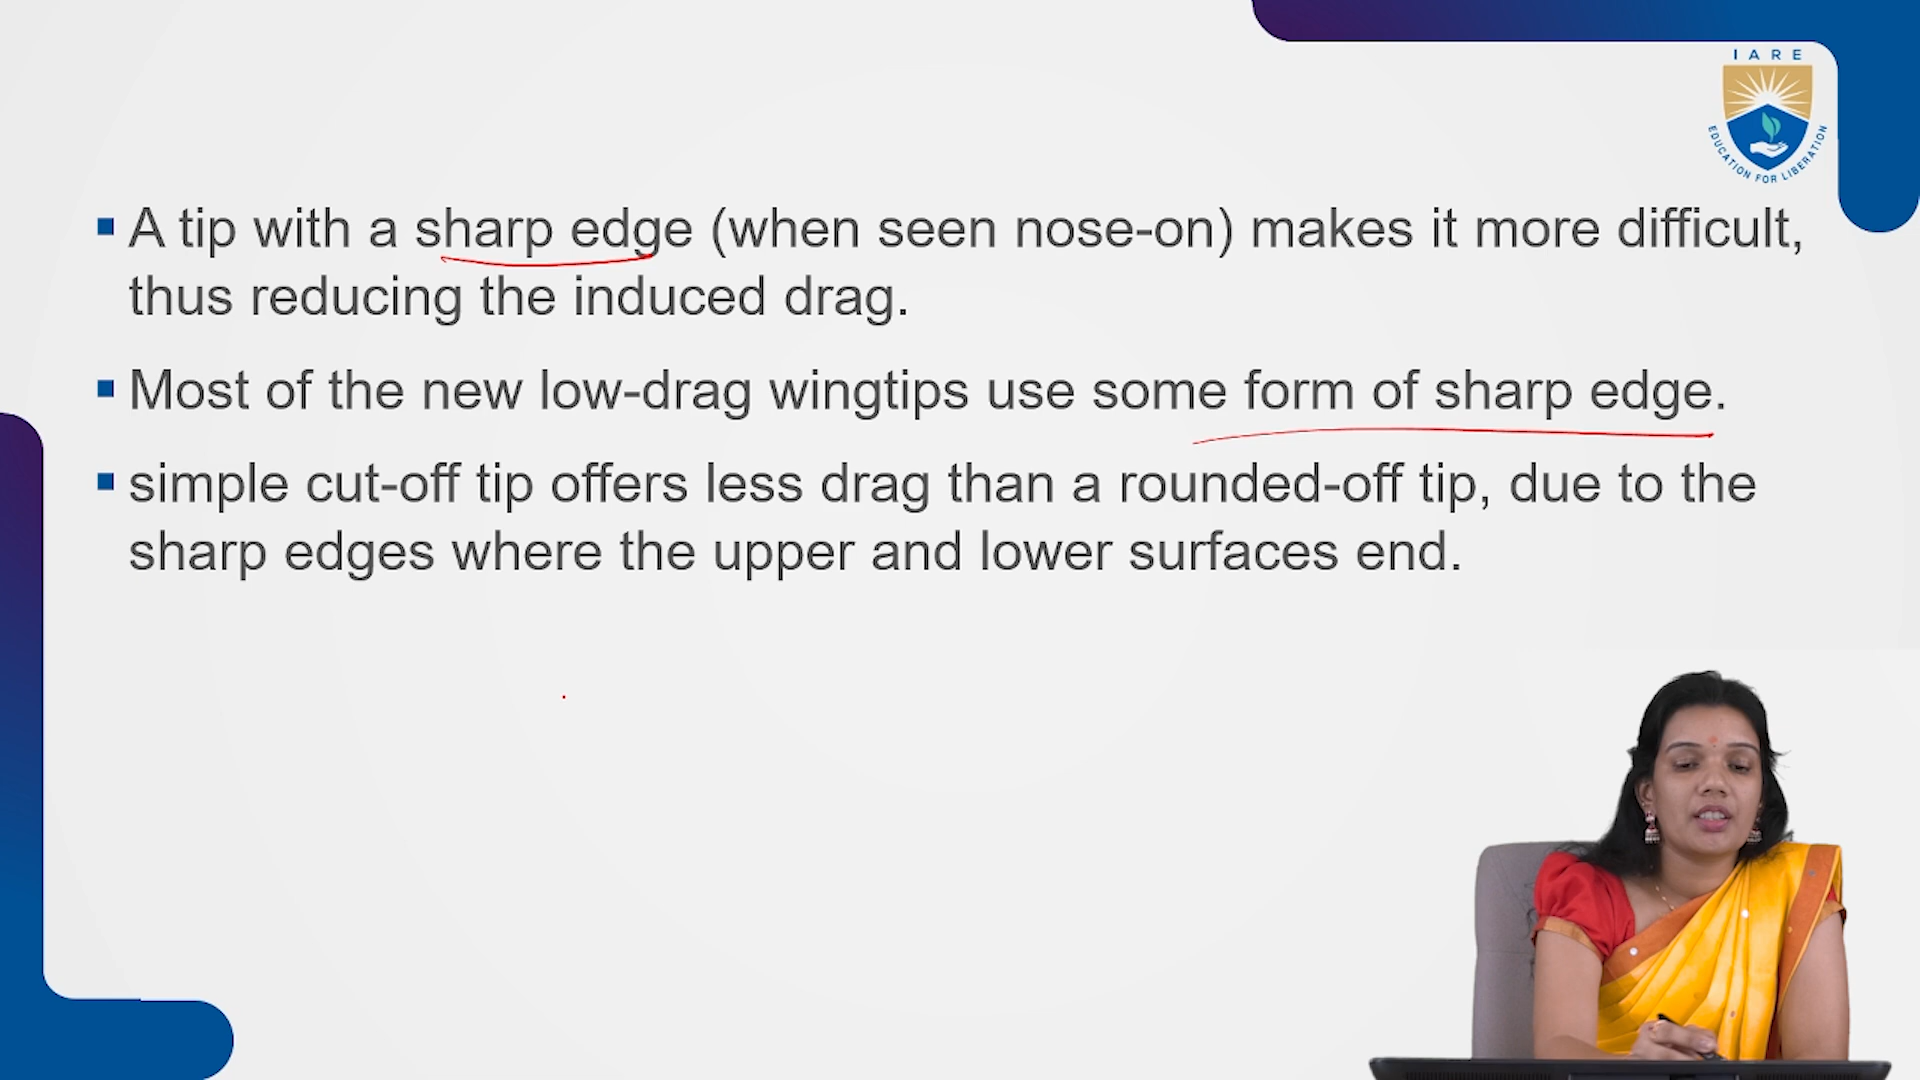 IARE
EDUCATION FOR LIBERATION
A tip with a sharp edge (when seen nose-on) makes it more difficult,
thus reducing the induced drag.
Most of the new low-drag wingtips use some form of sharp edge.
simple cut-off tip offers less drag than a rounded-off tip, due to the
sharp edges where the upper and lower surfaces end.